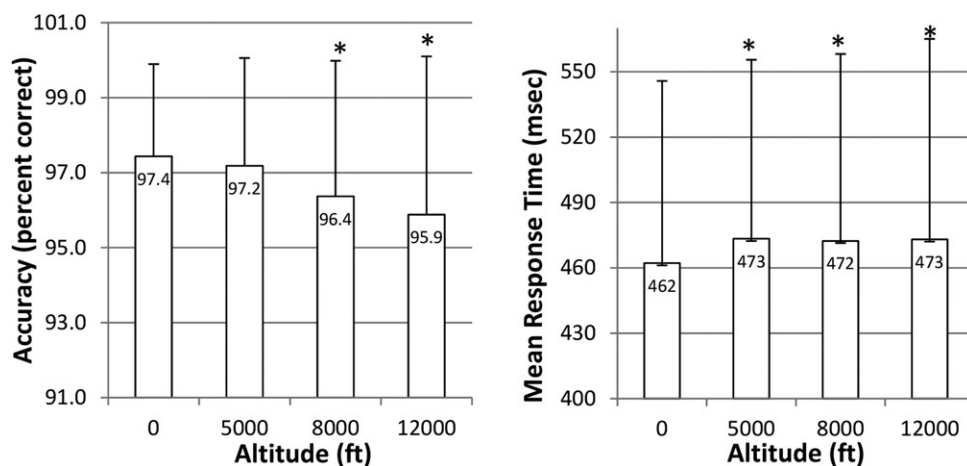 Accuracy (percent correct)
101.0
99.0
97.0
95.0
93.0
91.0
* *
97.4 97.2 96.4 95.9
0 5000 8000 12000
Altitude (ft)
Mean Response Time (msec)
550
520
490
460
430
400
* * *
462 473 472 473
0 5000 8000 12000
Altitude (ft)